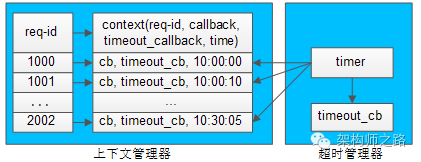 req-id
context(req-id, callback,
timeout_callback, time)
1000
cb, timeout_cb, 10:00:00
1001
cb, timeout_cb, 10:00:10
...
...
2002
cb, timeout_cb, 10:30:05
上下文管理器
timer
timeout_cb
架构师之路
超时管理器